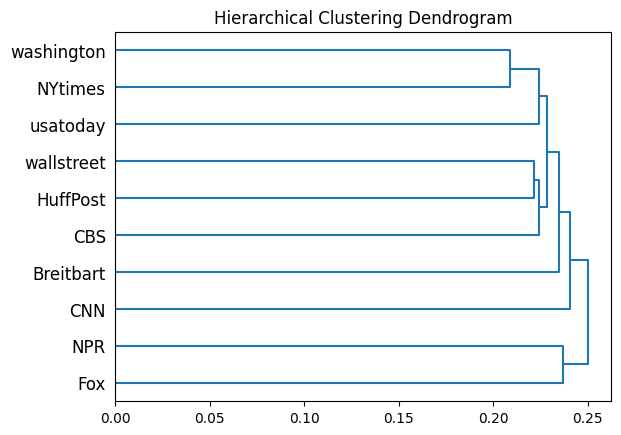 Hierarchical Clustering Dendrogram
washington
NYtimes
usatoday
wallstreet
HuffPost
CBS
Breitbart
CNN
NPR
Fox
0.00 0.05 0.10 0.15 0.20 0.25